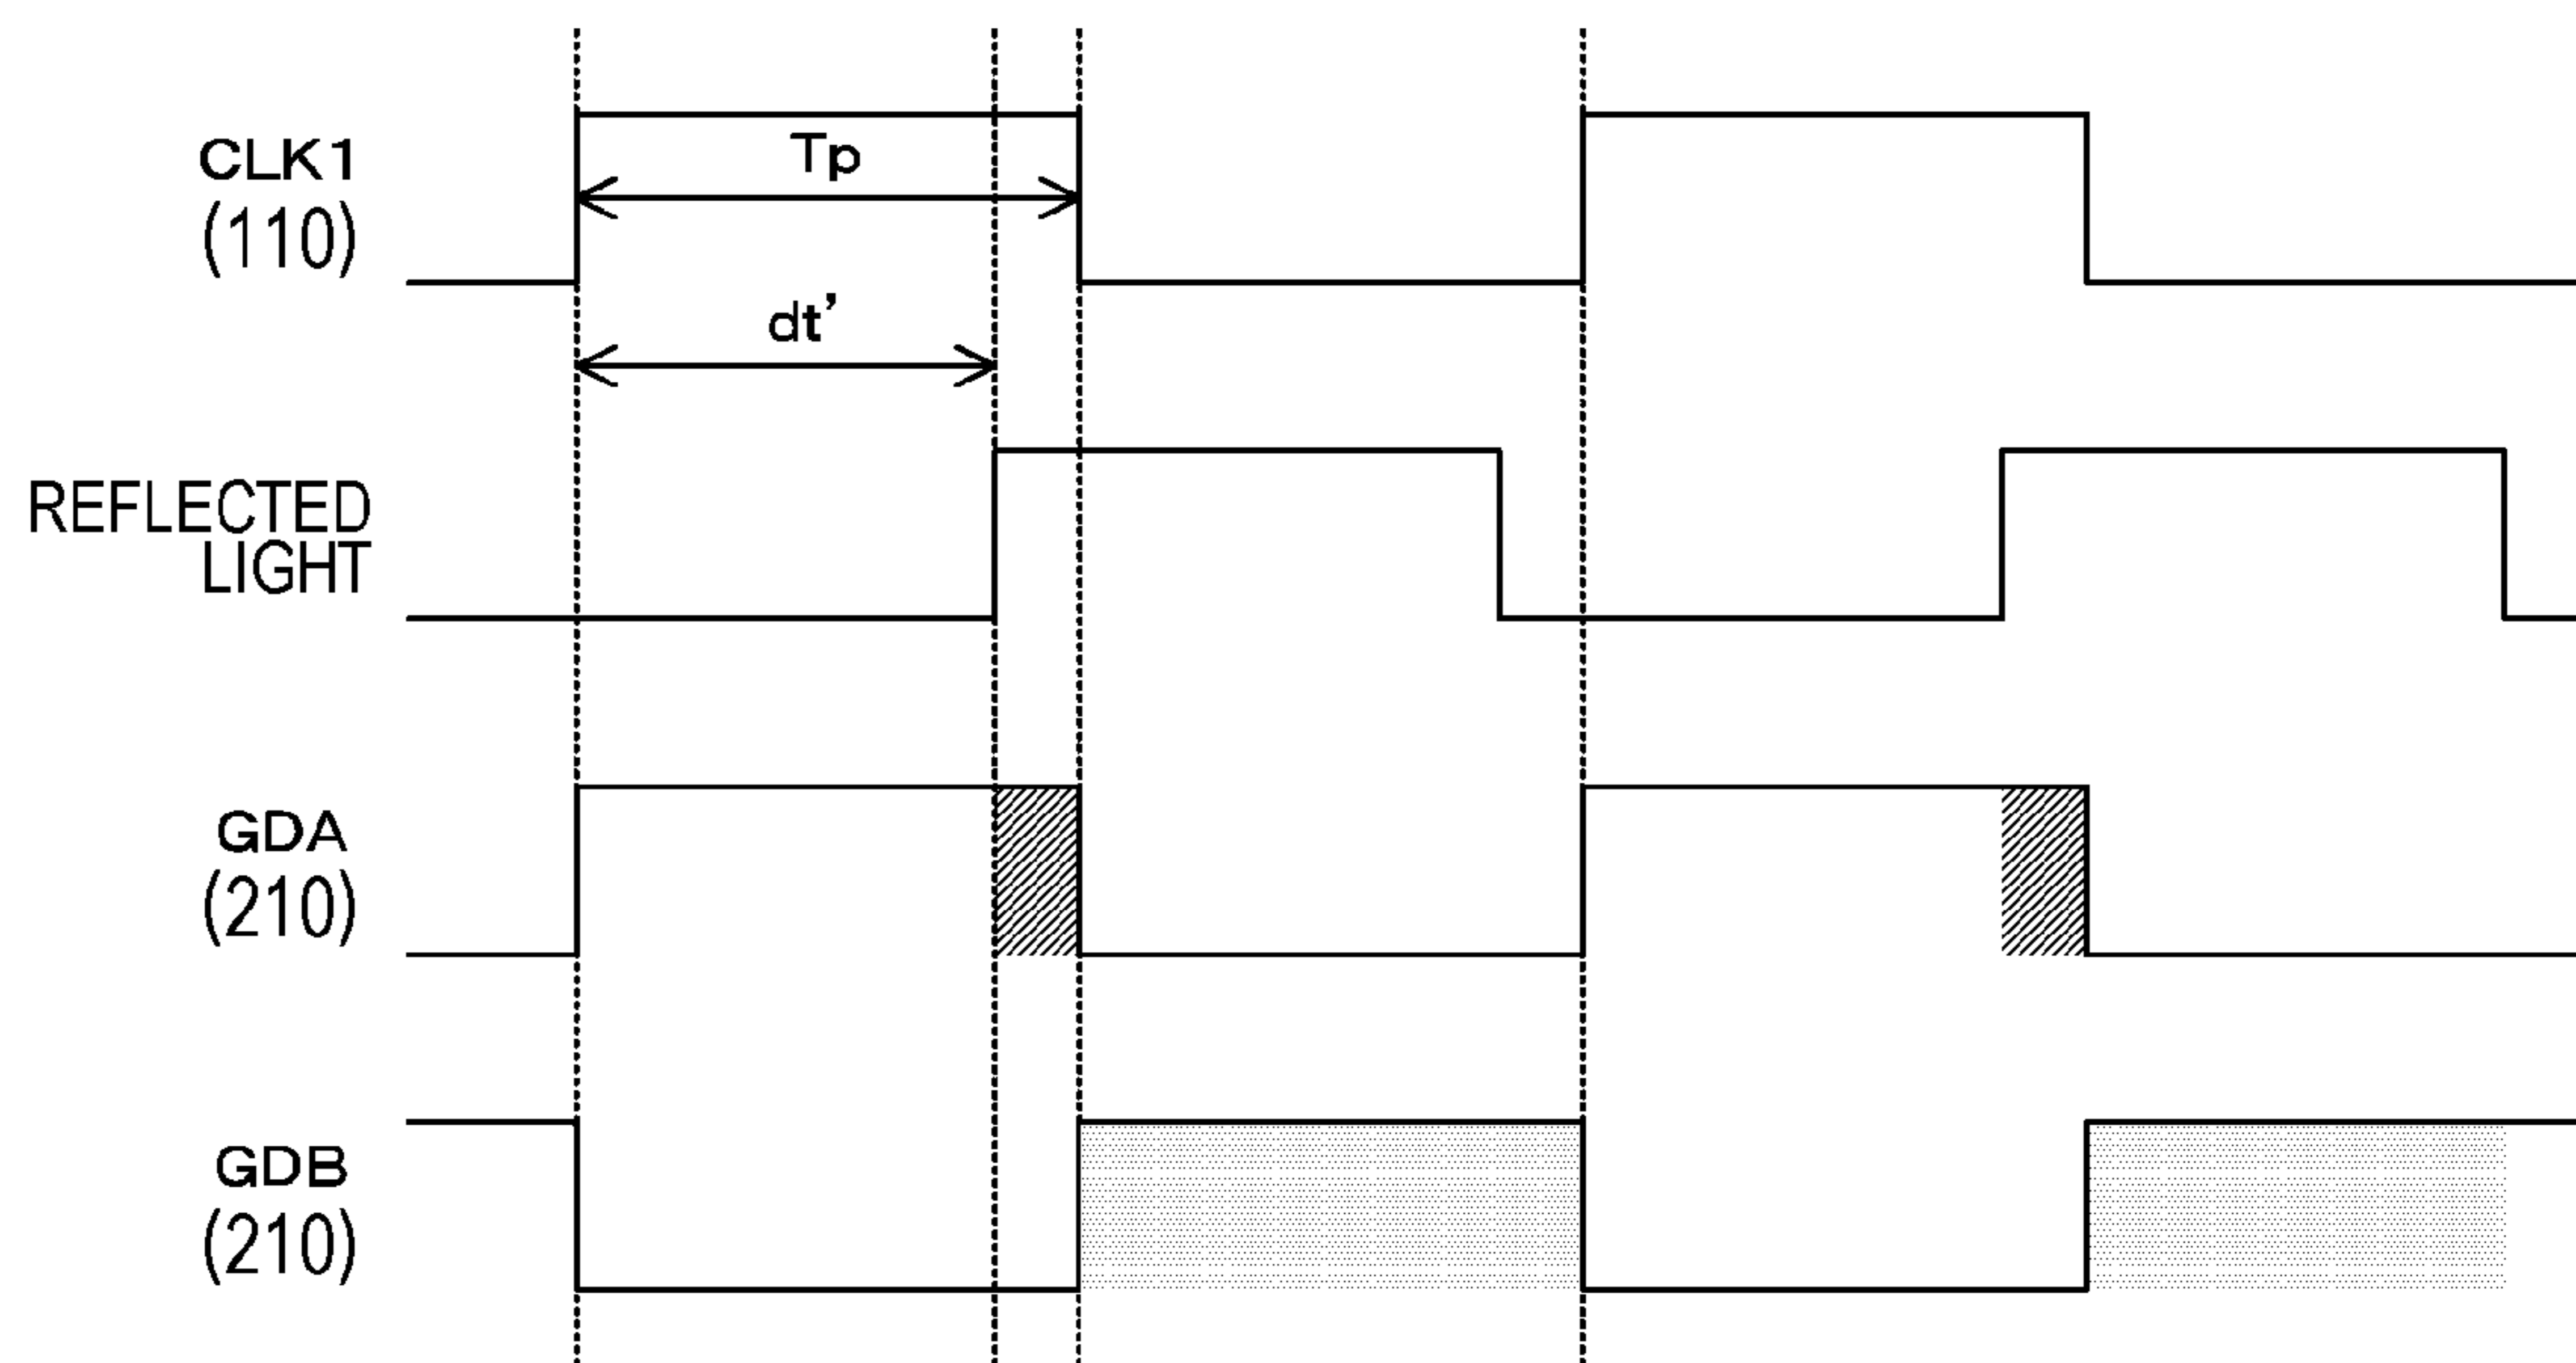 CLK1
(110)
Tp
dt’
REFLECTED
LIGHT
GDA
(210)
GDB
(210)